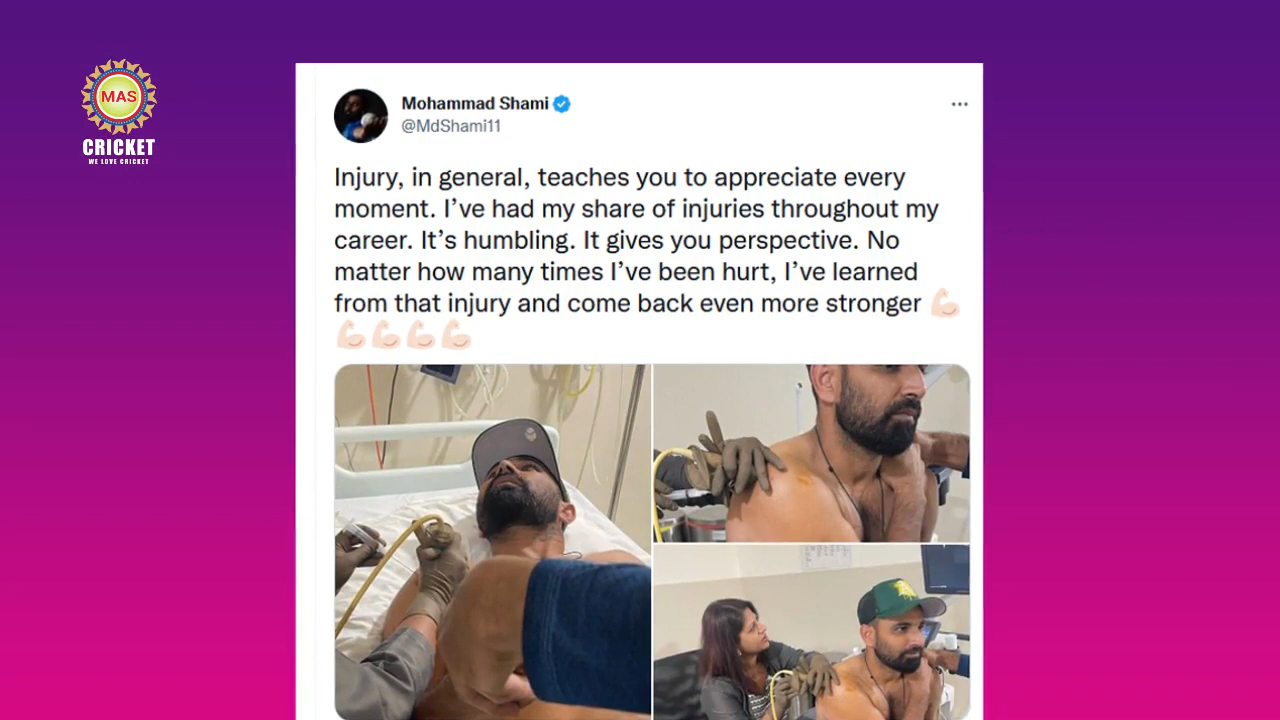 MAS
CRICKET
WE LOVE CRICKET
Mohammad Shami
@MdShami11
Injury, in general, teaches you to appreciate every
moment. I’ve had my share of injuries throughout my
career. It’s humbling. It gives you perspective. No
matter how many times I’ve been hurt, I’ve learned
from that injury and come back even more stronger 💪🏻
💪🏻💪🏻💪🏻💪🏻